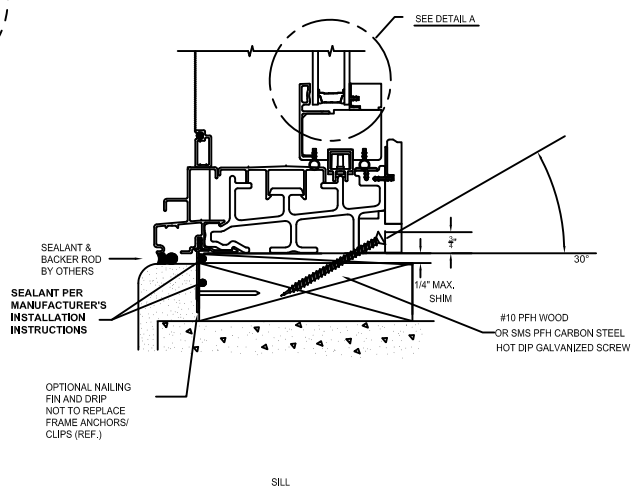 SEE DETAIL A
SEALANT &
BACKER ROD
BY OTHERS
SEALANT PER
MANUFACTURER'S
INSTALLATION
INSTRUCTIONS
30°
1/4" MAX.
SHIM
#10 PFH WOOD
OR SMS PFH CARBON STEEL
HOT DIP GALVANIZED SCREW
OPTIONAL NAILING
FIN AND DRIP
NOT TO REPLACE
FRAME ANCHORS/
CLIPS (REF.)
SILL